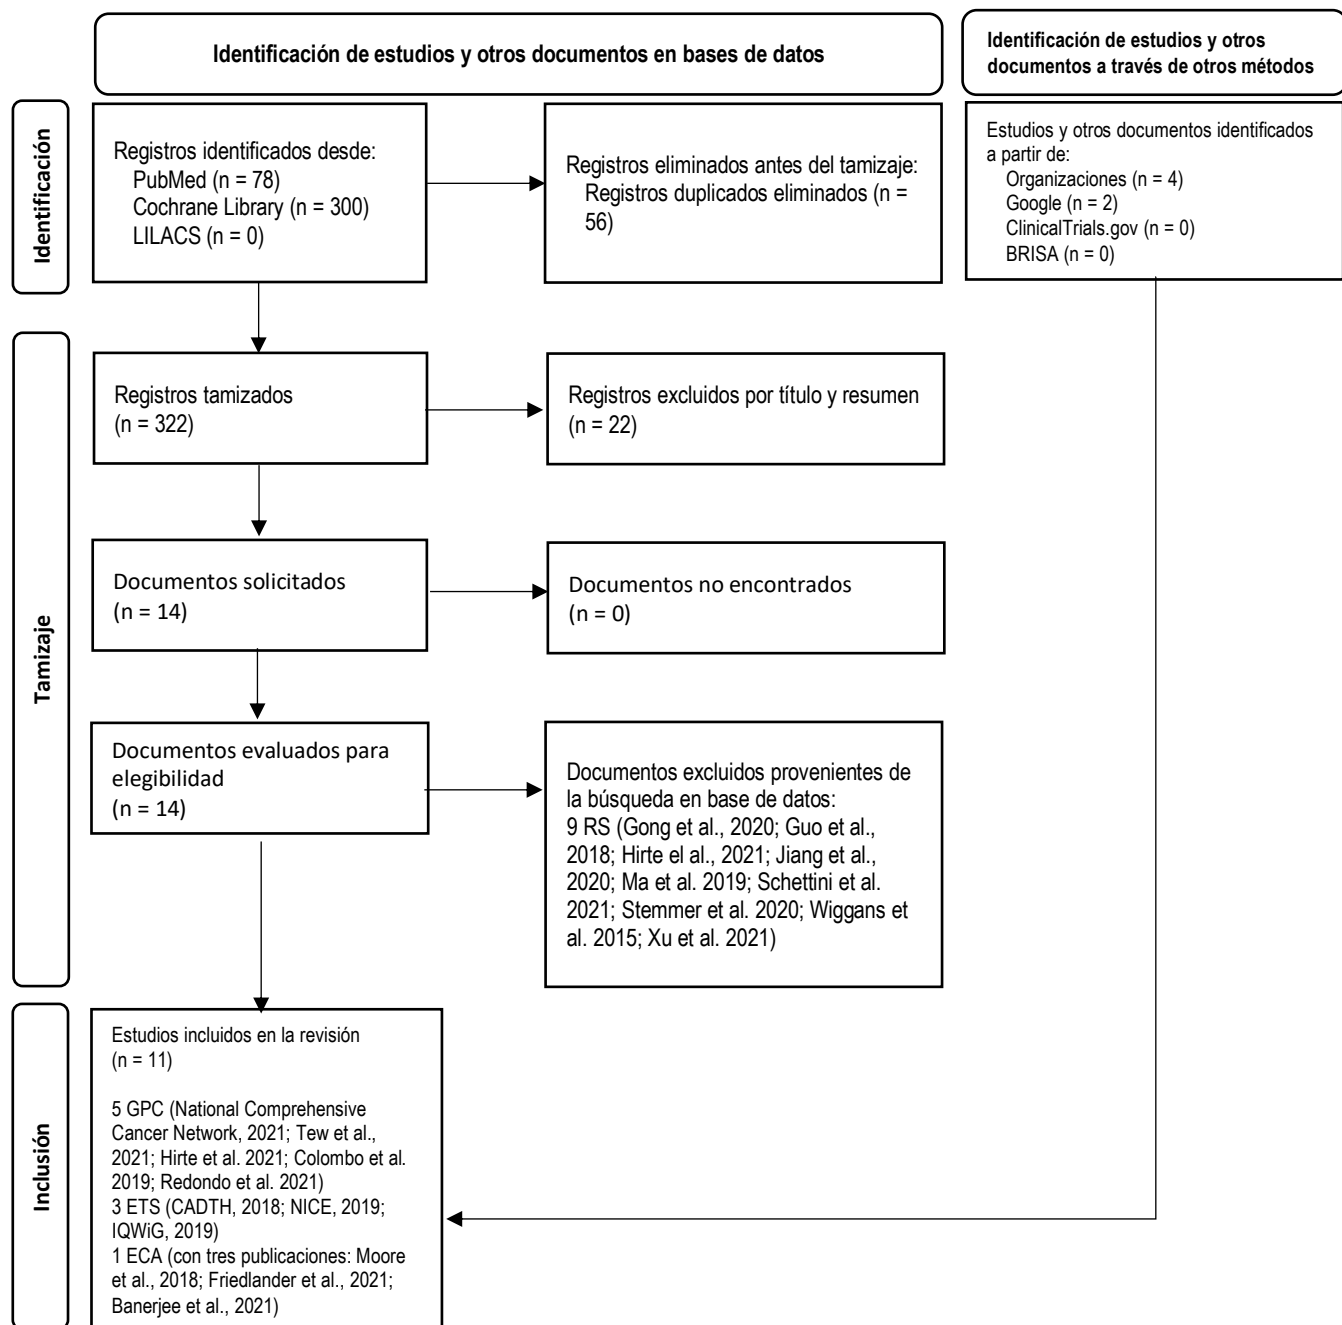 Identificación de estudios y otros documentos en bases de datos
Identificación de estudios y otros
documentos a través de otros métodos
Identificación
Registros identificados desde:
PubMed (n = 78)
Cochrane Library (n = 300)
LILACS (n = 0)
Registros eliminados antes del tamizaje:
Registros duplicados eliminados (n =
56)
Estudios y otros documentos identificados
a partir de:
Organizaciones (n = 4)
Google (n = 2)
ClinicalTrials.gov (n = 0)
BRISA (n = 0)
Tamizaje
Registros tamizados
(n = 322)
Registros excluidos por título y resumen
(n = 22)
Documentos solicitados
(n = 14)
Documentos no encontrados
(n = 0)
Documentos evaluados para
elegibilidad
(n = 14)
Documentos excluidos provenientes de
la búsqueda en base de datos:
9 RS (Gong et al., 2020; Guo et al.,
2018; Hirte el al., 2021; Jiang et al.,
2020; Ma et al. 2019; Schettini et al.
2021; Stemmer et al. 2020; Wiggans et
al. 2015; Xu et al. 2021)
Inclusión
Estudios incluidos en la revisión
(n = 11)
5 GPC (National Comprehensive
Cancer Network, 2021; Tew et al.,
2021; Hirte et al. 2021; Colombo et al.
2019; Redondo et al. 2021)
3 ETS (CADTH, 2018; NICE, 2019;
IQWiG, 2019)
1 ECA (con tres publicaciones: Moore
et al., 2018; Friedlander et al., 2021;
Banerjee et al., 2021)